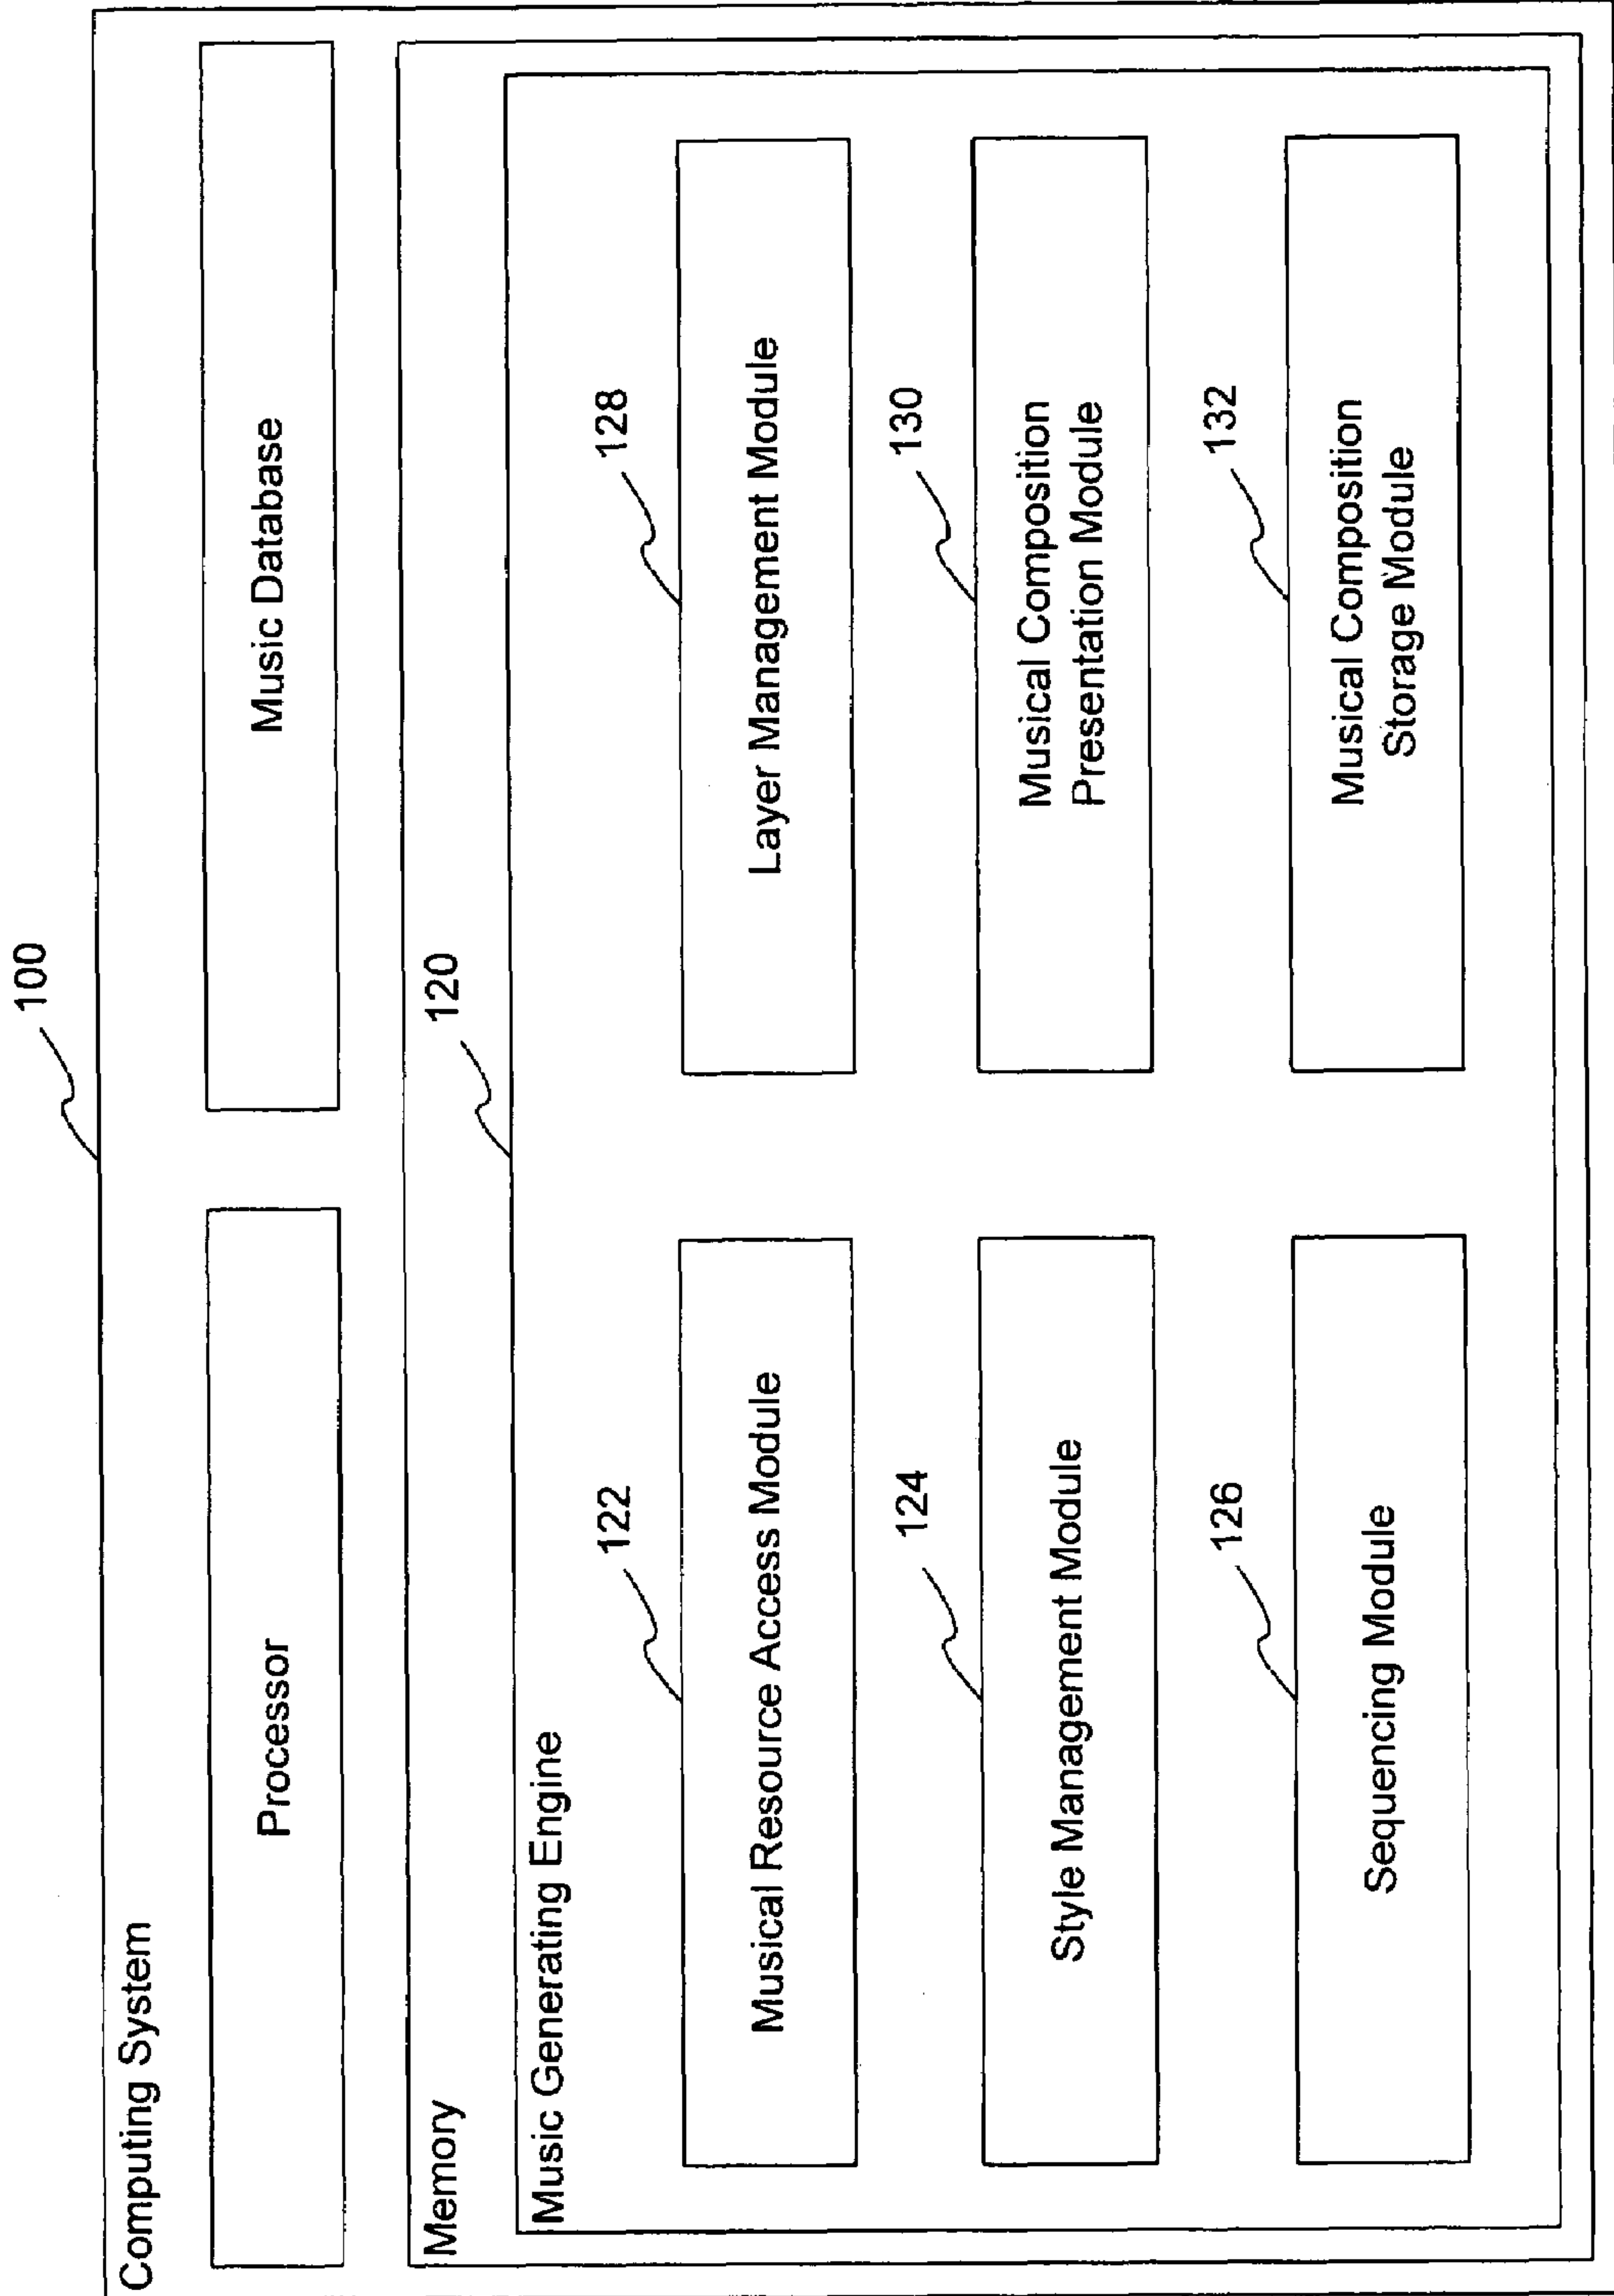 100
Computing System
Processor
Music Database
Memory
120
Music Generating Engine
122
Musical Resource Access Module
128
Layer Management Module
124
Style Management Module
130
Musical Composition
Presentation Module
126
Sequencing Module
132
Musical Composition
Storage Module